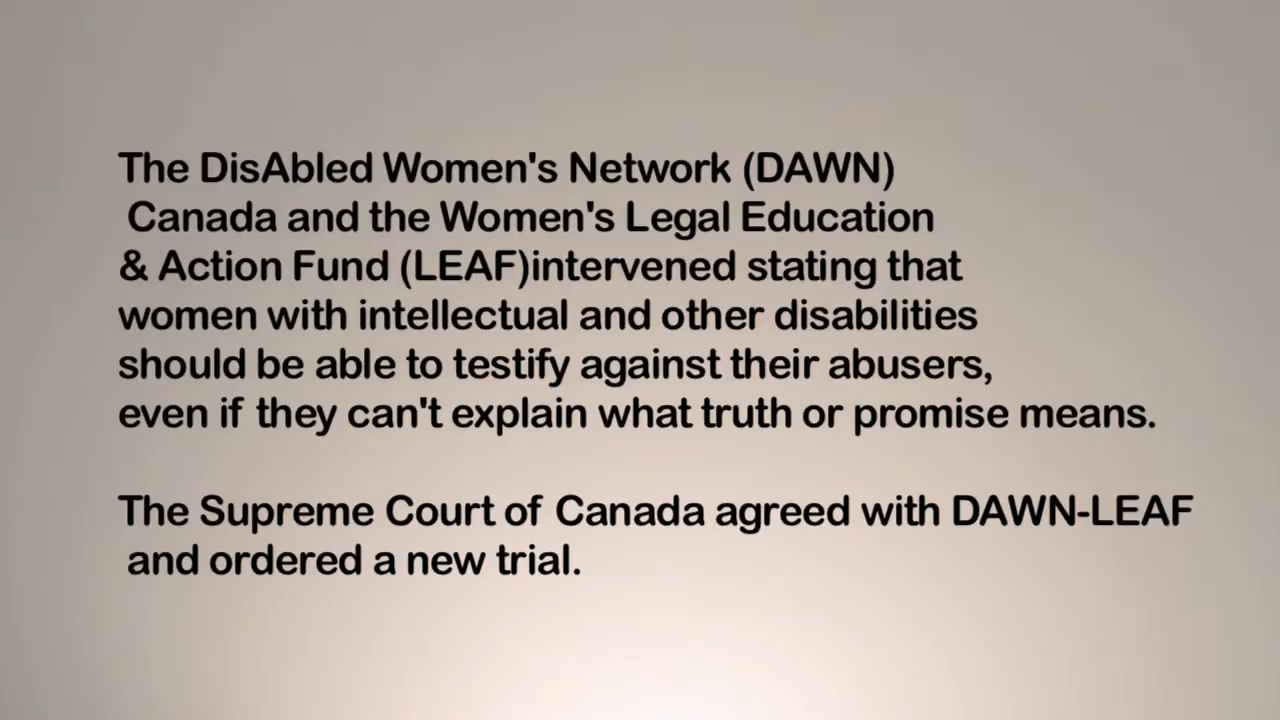 The DisAbled Women's Network (DAWN)
Canada and the Women's Legal Education
& Action Fund (LEAF)intervened stating that
women with intellectual and other disabilities
should be able to testify against their abusers,
even if they can't explain what truth or promise means.
The Supreme Court of Canada agreed with DAWN-LEAF
and ordered a new trial.